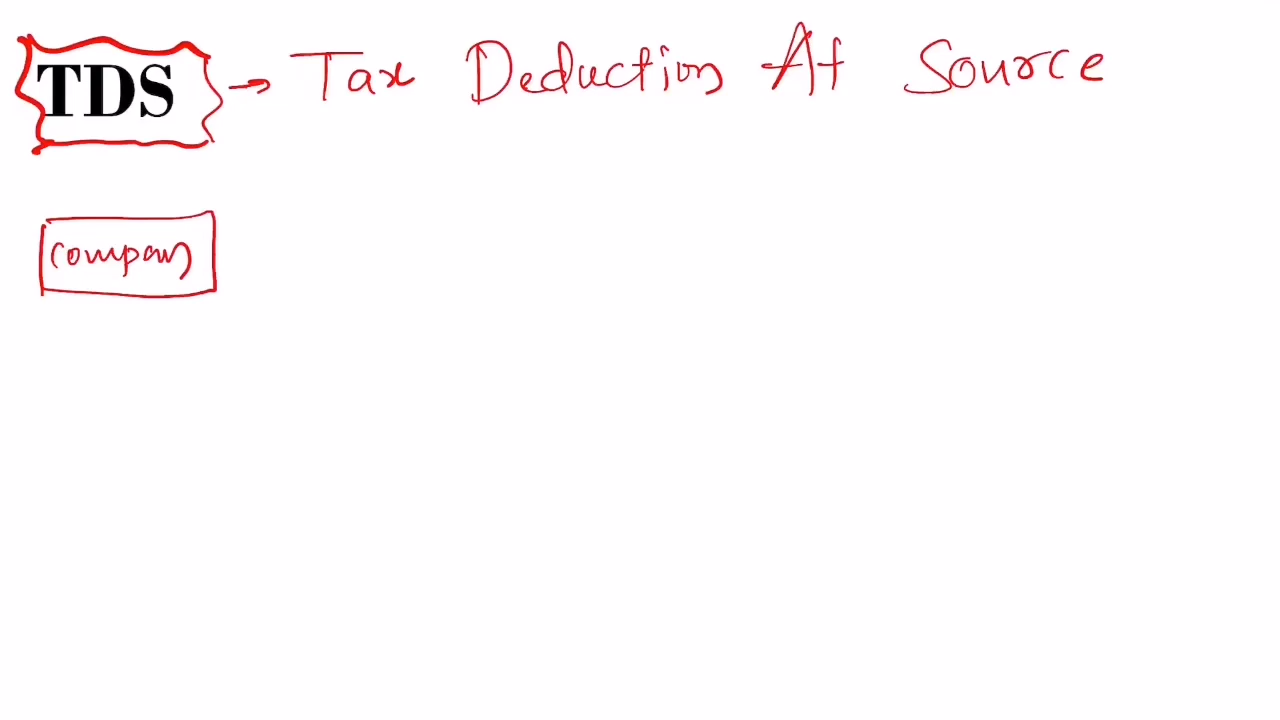 TDS → Tax Deduction At Source
company